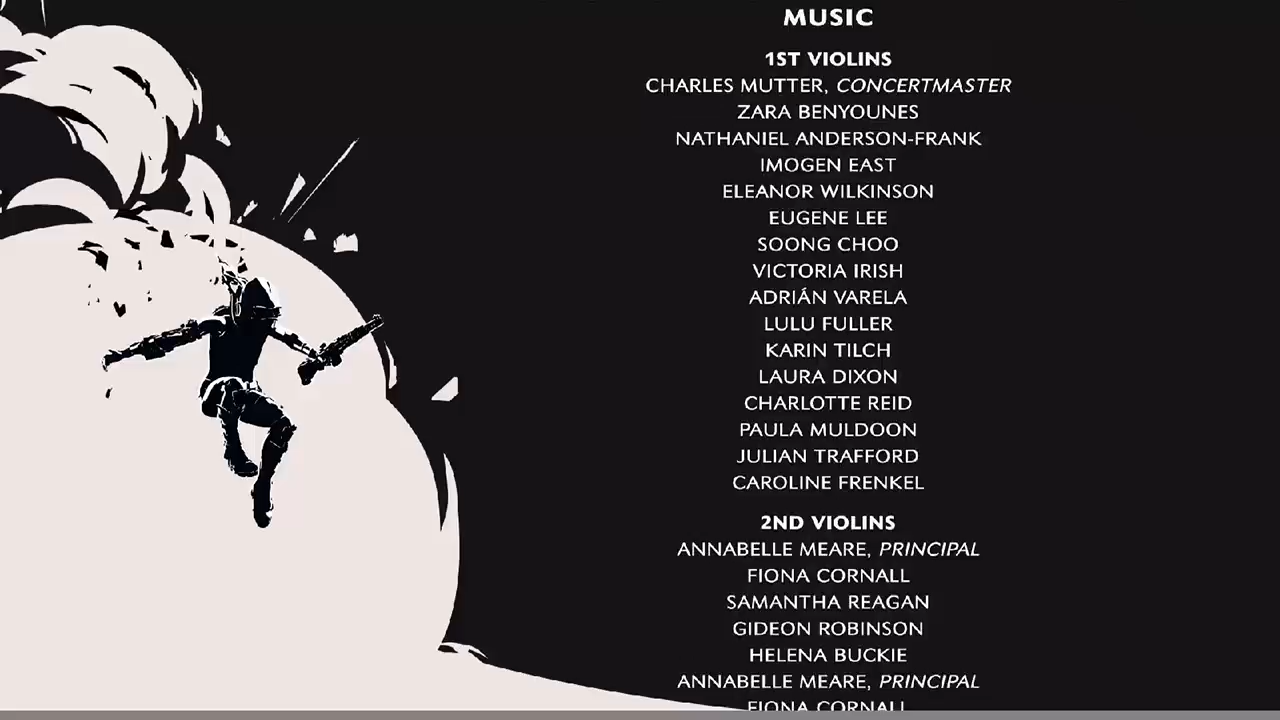 MUSIC
1ST VIOLINS
CHARLES MUTTER, CONCERTMASTER
ZARA BENYOUNES
NATHANIEL ANDERSON-FRANK
IMOGEN EAST
ELEANOR WILKINSON
EUGENE LEE
SOONG CHOO
VICTORIA IRISH
ADRIÁN VARELA
LULU FULLER
KARIN TILCH
LAURA DIXON
CHARLOTTE REID
PAULA MULDOON
JULIAN TRAFFORD
CAROLINE FRENKEL
2ND VIOLINS
ANNABELLE MEARE, PRINCIPAL
FIONA CORNALL
SAMANTHA REAGAN
GIDEON ROBINSON
HELENA BUCKIE
ANNABELLE MEARE, PRINCIPAL
FIONA CORNALL